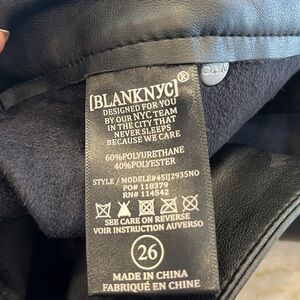 [BLANKNYC]®
DESIGNED FOR YOU
BY OUR NYC TEAM
IN THE CITY THAT
NEVER SLEEPS
BECAUSE WE CARE
60%POLYURETHANE
40%POLYESTER
STYLE / MODELE#45IJ2935NO
PO# 118379
RN# 114542
SEE CARE ON REVERSE
VOIR INSTRUCTION AUVERSO
26
MADE IN CHINA
FABRIQUÉ EN CHINE